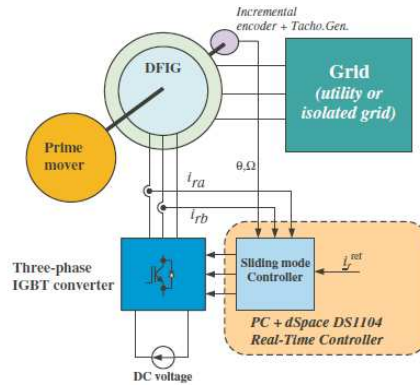 Incremental
encoder + Tacho.Gen.
DFIG
Grid
(utility or
isolated grid)
Prime
mover
θ,Ω
i_ra
i_rb
Three-phase
IGBT converter
Sliding mode
Controller
i_r^ret
PC + dSpace DS1104
Real-Time Controller
DC voltage